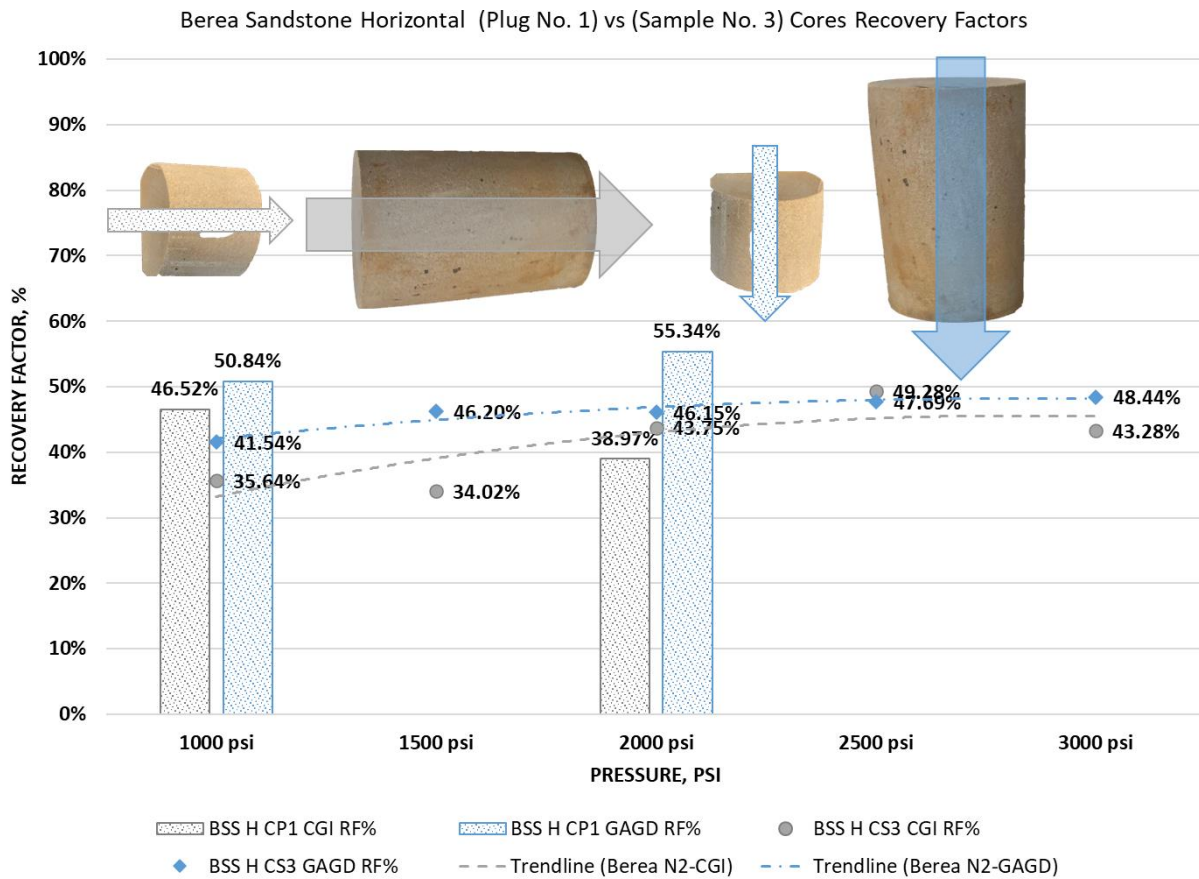 Berea Sandstone Horizontal (Plug No. 1) vs (Sample No. 3) Cores Recovery Factors
100%
90%
80%
70%
60%
50%
40%
30%
20%
10%
0%
RECOVERY FACTOR, %
46.52%
50.84%
41.54%
35.64%
46.20%
34.02%
55.34%
46.15%
43.75%
38.97%
49.28%
47.69%
48.44%
43.28%
1000 psi
1500 psi
2000 psi
2500 psi
3000 psi
PRESSURE, PSI
BSS H CP1 CGI RF%
BSS H CP1 GAGD RF%
BSS H CS3 CGI RF%
BSS H CS3 GAGD RF%
Trendline (Berea N2-CGI)
Trendline (Berea N2-GAGD)